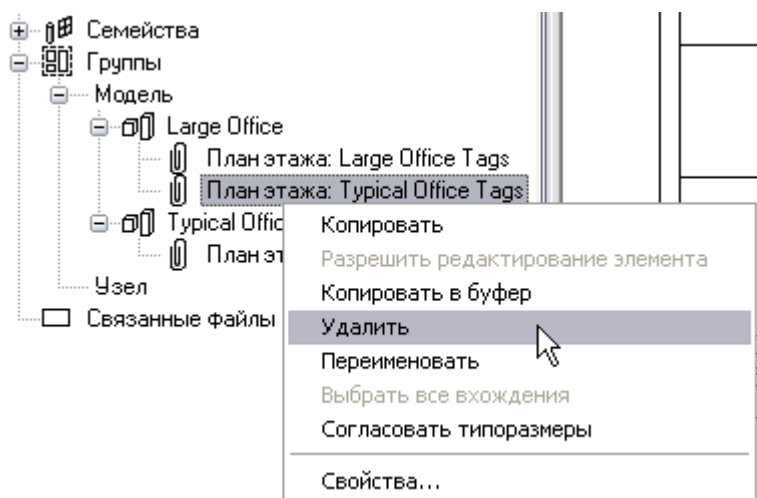 Семейства
Группы
Модель
Large Office
План этажа: Large Office Tags
План этажа: Typical Office Tags
Typical Offic
План эт
Узел
Связанные файлы
Копировать
Разрешить редактирование элемента
Копировать в буфер
Удалить
Переименовать
Выбрать все вхождения
Согласовать типоразмеры
Свойства...